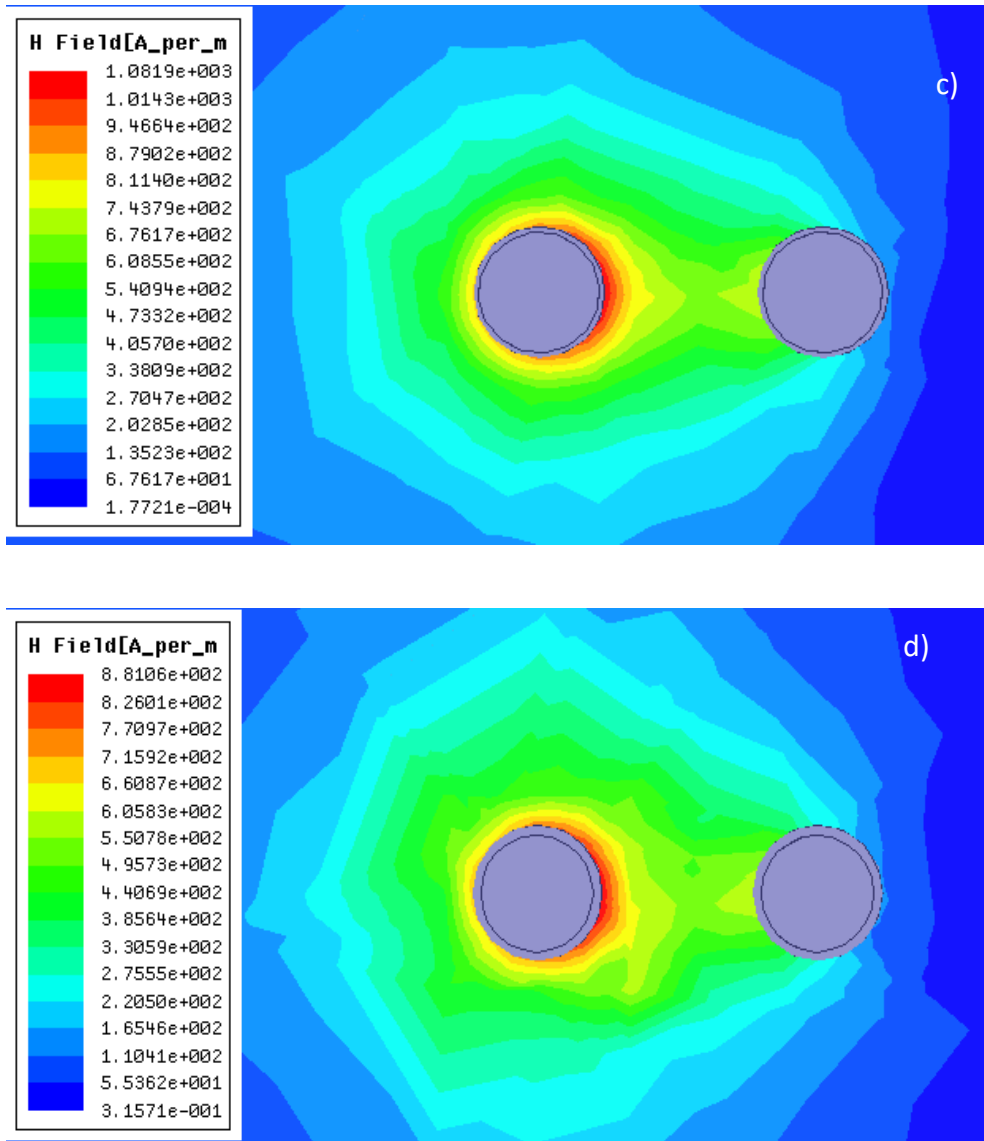 H Field[A_per_m
1.0819e+003
1.0143e+003
9.4664e+002
8.7902e+002
8.1140e+002
7.4379e+002
6.7617e+002
6.0855e+002
5.4094e+002
4.7332e+002
4.0570e+002
3.3809e+002
2.7047e+002
2.0285e+002
1.3523e+002
6.7617e+001
1.7721e-004
c)
H Field[A_per_m
8.8106e+002
8.2601e+002
7.7097e+002
7.1592e+002
6.6087e+002
6.0583e+002
5.5078e+002
4.9573e+002
4.4069e+002
3.8564e+002
3.3059e+002
2.7555e+002
2.2050e+002
1.6546e+002
1.1041e+002
5.5362e+001
3.1571e-001
d)